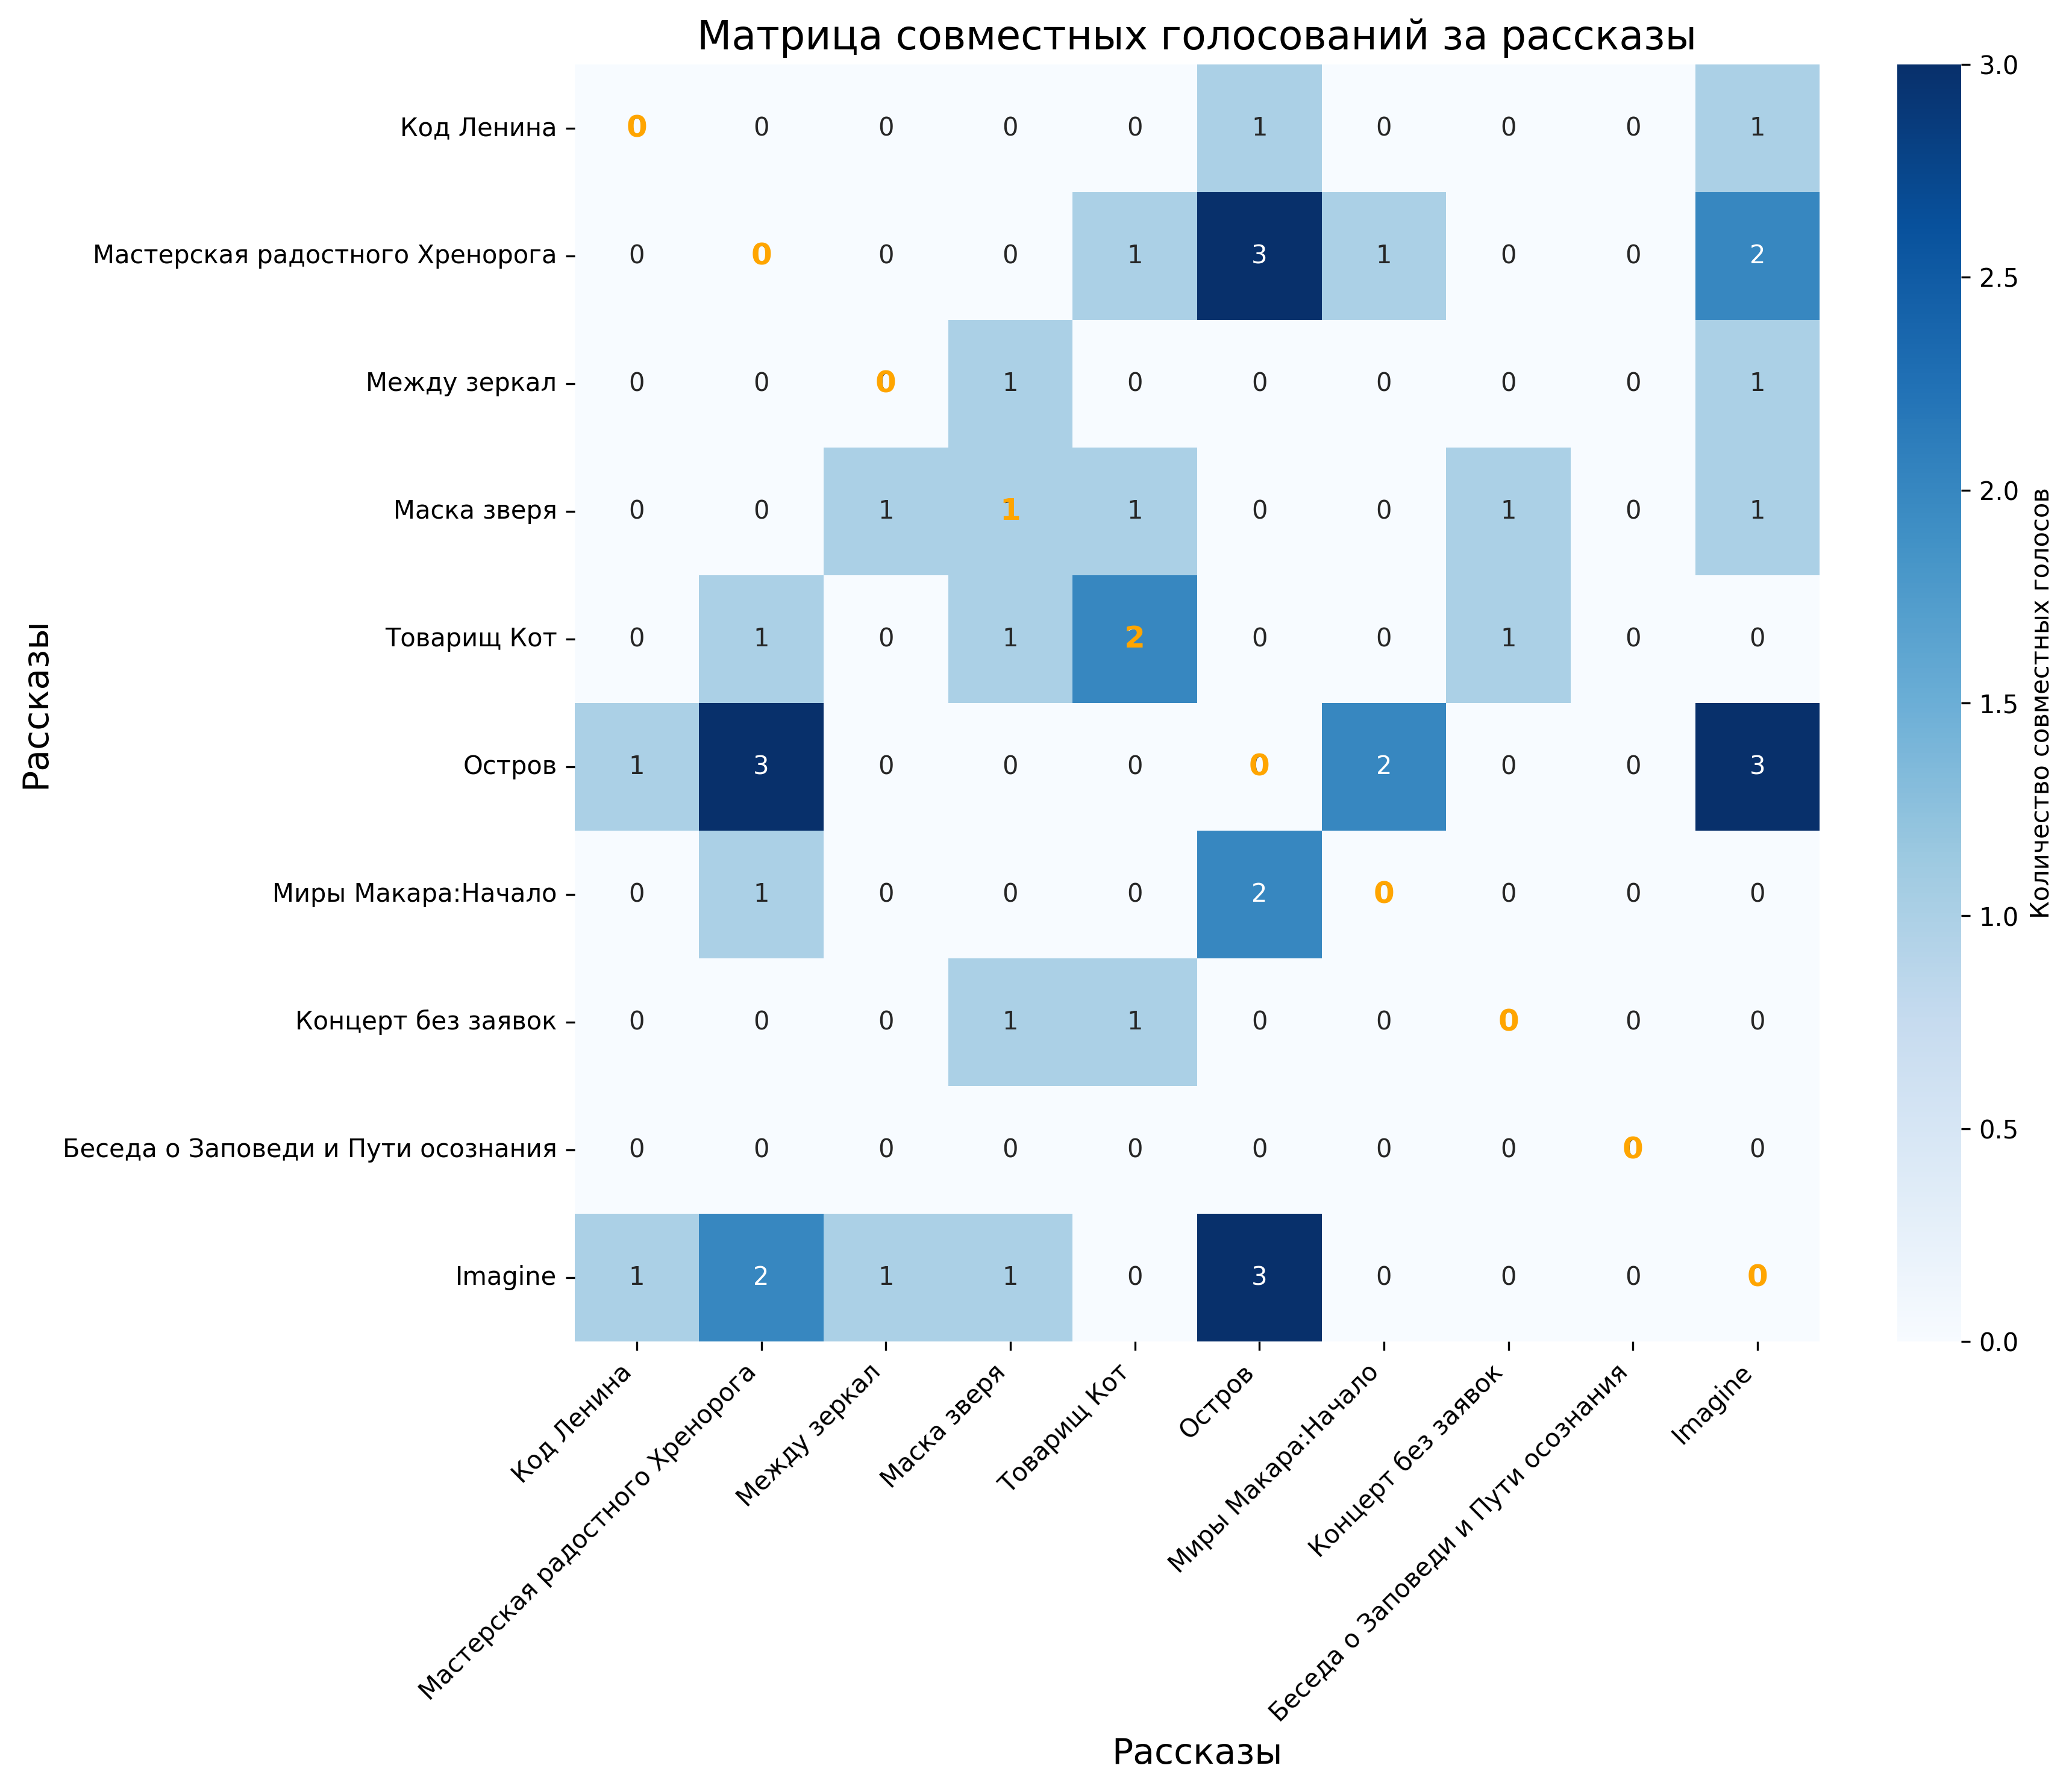 Матрица совместных голосований за рассказы
Код Ленина 0 0 0 0 0 1 0 0 0 1
Мастерская радостного Хренорога 0 0 0 0 1 3 1 0 0 2
Между зеркал 0 0 0 1 0 0 0 0 0 1
Маска зверя 0 0 1 1 1 0 0 1 0 1
Товарищ Кот 0 1 0 1 2 0 0 1 0 0
Остров 1 3 0 0 0 0 2 0 0 3
Миры Макара:Начало 0 1 0 0 0 2 0 0 0 0
Концерт без заявок 0 0 0 1 1 0 0 0 0 0
Беседа о Заповеди и Пути осознания 0 0 0 0 0 0 0 0 0 0
Imagine 1 2 1 1 0 3 0 0 0 0
Рассказы
Код Ленина
Мастерская радостного Хренорога
Между зеркал
Маска зверя
Товарищ Кот
Остров
Миры Макара:Начало
Концерт без заявок
Беседа о Заповеди и Пути осознания
Imagine
Рассказы
3.0
2.5
2.0
1.5
1.0
0.5
0.0
Количество совместных голосов